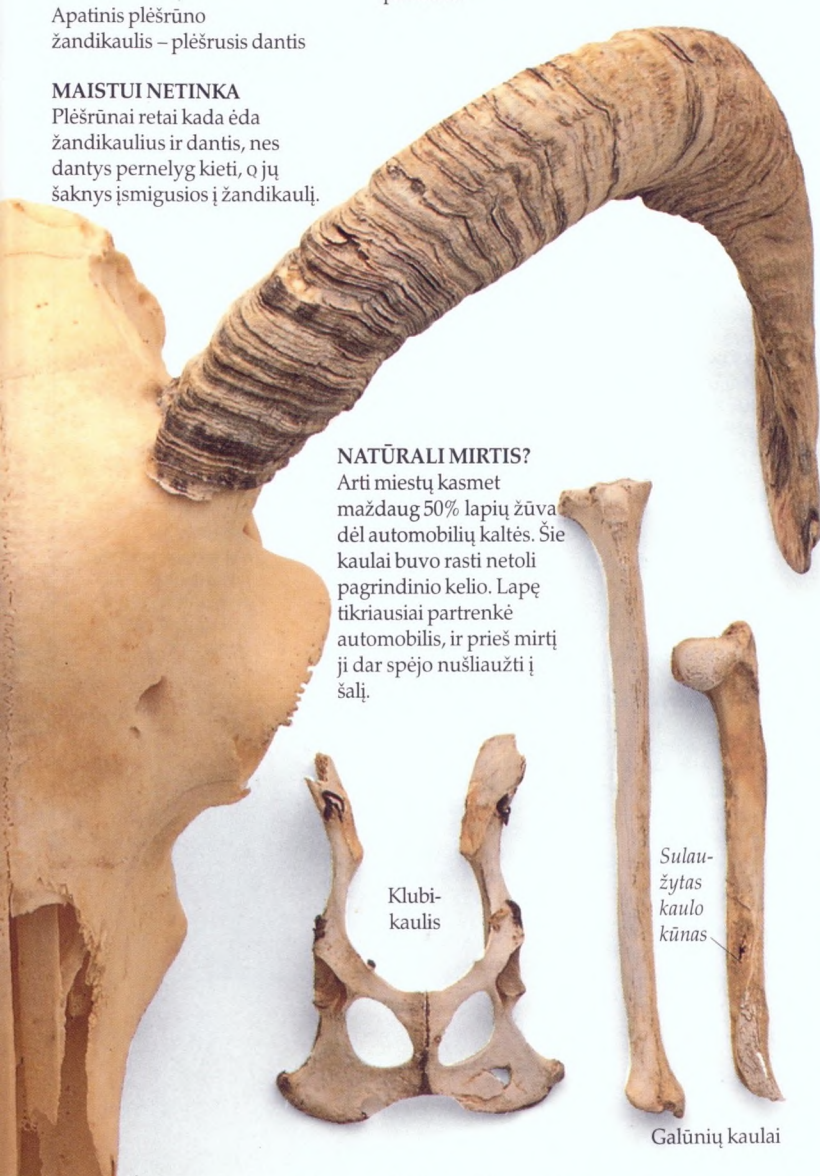 Apatinis plėšrūno
žandikaulis – plėšrusis dantis
MAISTUI NETINKA
Plėšrūnai retai kada ėda
žandikaulius ir dantis, nes
dantys pernelyg kieti, o jų
šaknys įsmigusios į žandikaulį.
NATŪRALI MIRTIS?
Arti miestų kasmet
maždaug 50% lapių žūva
dėl automobilių kaltės. Šie
kaulai buvo rasti netoli
pagrindinio kelio. Lapę
tikriausiai partrenkė
automobilis, ir prieš mirtį
ji dar spėjo nušliaužti į
šalį.
Klubi-
kaulis
Sulau-
žytas
kaulo
kūnas
Galūnių kaulai